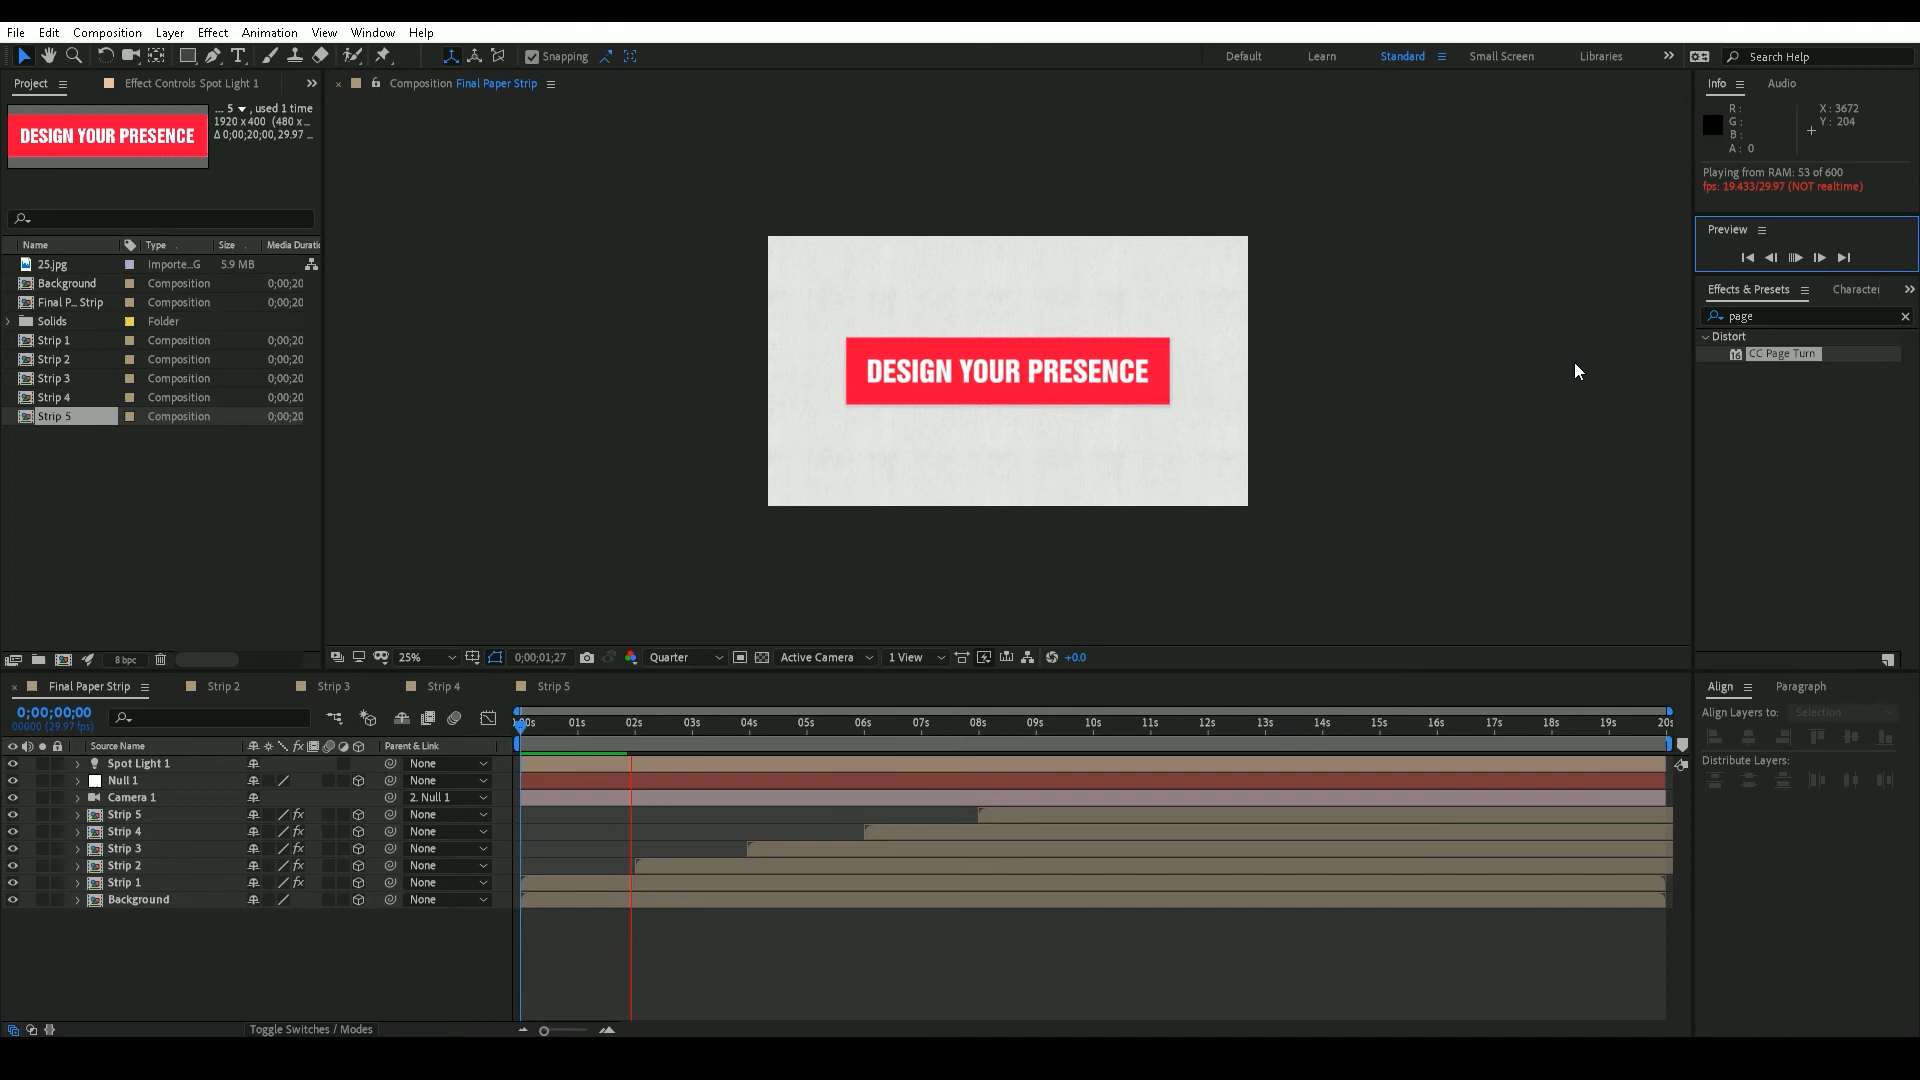 File Edit Composition Layer Effect Animation View Window Help
Snapping
Default Learn Standard Small Screen Libraries
Search Help
Project Effect Controls Spot Light 1
Composition Final Paper Strip
Info Audio
DESIGN YOUR PRESENCE
... 5 , used 1 time
1920 x 400 (480 x ...
Δ 0;00;20;00, 29.97 ...
R :
G :
B :
A : 0
X : 3672
Y : 204
Playing from RAM: 53 of 600
fps: 19.433/29.97 (NOT realtime)
Preview
Name Type Size Media Duratic
25.jpg Importe...G 5.9 MB
Background Composition 0;00;20
Final P... Strip Composition 0;00;20
Solids Folder
Strip 1 Composition 0;00;20
Strip 2 Composition 0;00;20
Strip 3 Composition 0;00;20
Strip 4 Composition 0;00;20
Strip 5 Composition 0;00;20
DESIGN YOUR PRESENCE
Effects & Presets Character
page
Distort
16 CC Page Turn
8 bpc
25% 0;00;01;27 Quarter Active Camera 1 View +0.0
Final Paper Strip Strip 2 Strip 3 Strip 4 Strip 5
0;00;00;00
00000 (29.97 fps)
:00s 01s 02s 03s 04s 05s 06s 07s 08s 09s 10s 11s 12s 13s 14s 15s 16s 17s 18s 19s 20s
Source Name fx Parent & Link
Spot Light 1 None
Null 1 None
Camera 1 2. Null 1
Strip 5 fx None
Strip 4 fx None
Strip 3 fx None
Strip 2 fx None
Strip 1 fx None
Background None
Toggle Switches / Modes
Align Paragraph
Align Layers to: Selection
Distribute Layers: